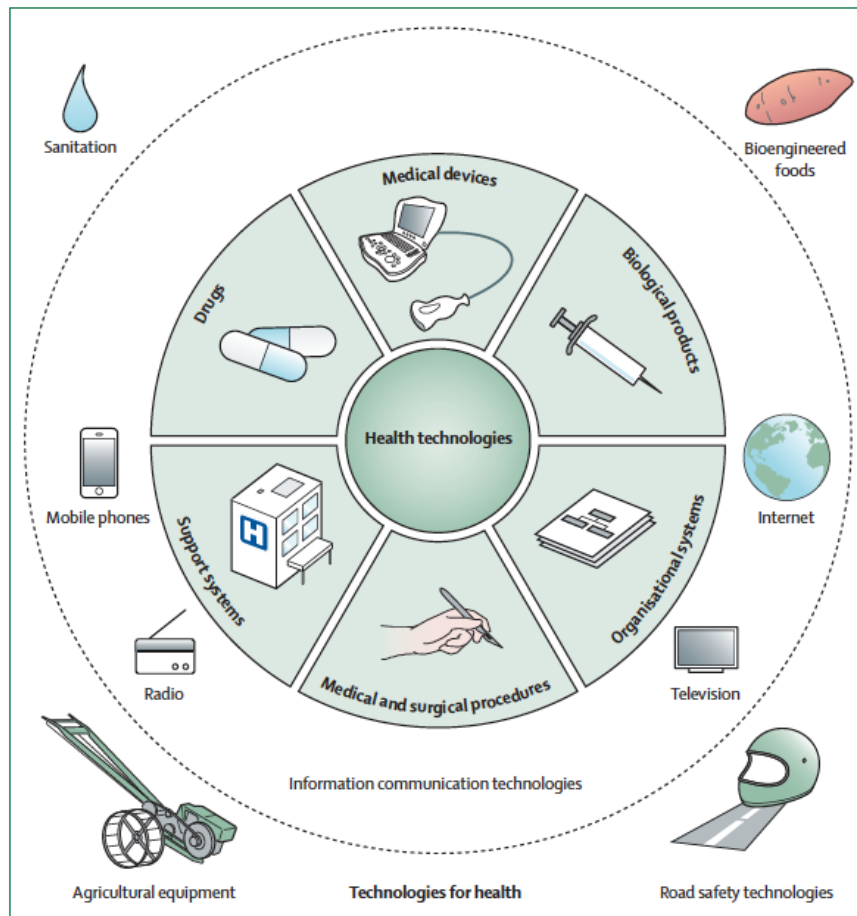 Sanitation
Bioengineered
foods
Medical devices
Drugs
Biological
products
Health technologies
Mobile phones
Internet
Support systems
H
Organisational systems
Radio
Medical and surgical procedures
Television
Information communication technologies
Agricultural equipment
Technologies for health
Road safety technologies